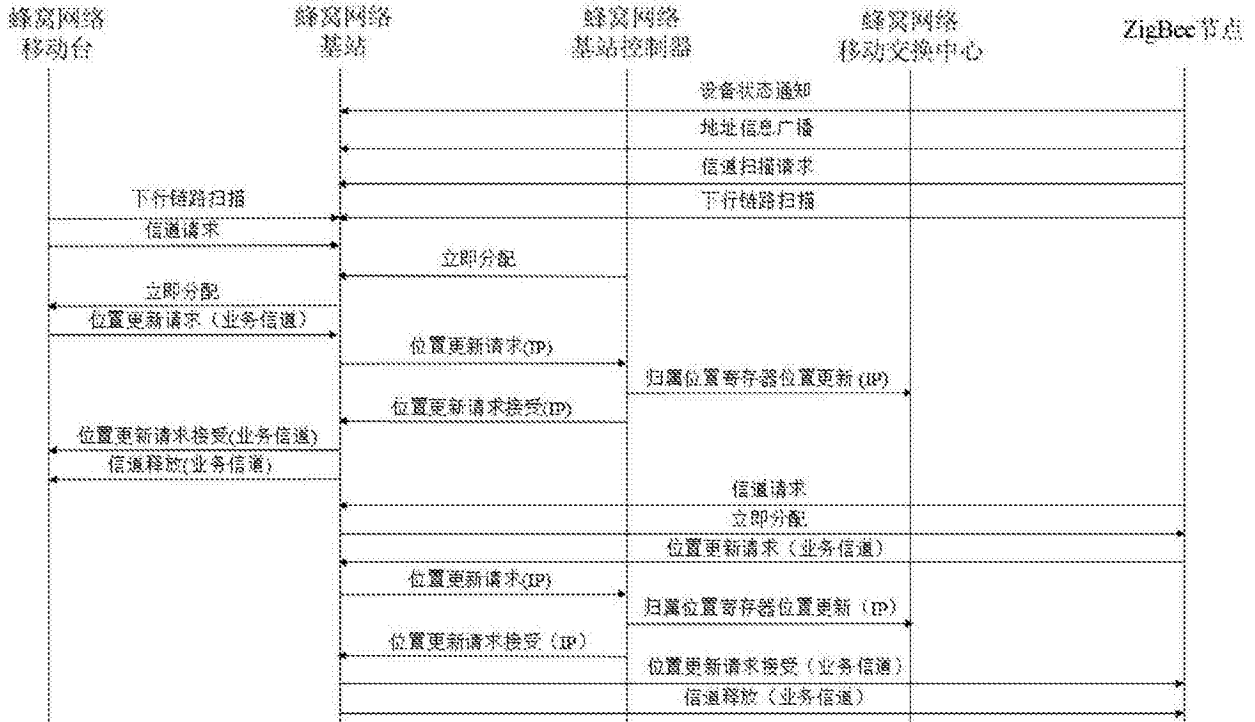 蜂窝网络
移动台
蜂窝网络
基站
蜂窝网络
基站控制器
蜂窝网络
移动交换中心
ZigBee节点
设备状态通知
地址信息广播
信道扫描请求
下行链路扫描
下行链路扫描
信道请求
立即分配
立即分配
位置更新请求（业务信道）
位置更新请求(IP)
归属位置寄存器位置更新 (IP)
位置更新请求接受(IP)
位置更新请求接受(业务信道)
信道释放(业务信道)
信道请求
立即分配
位置更新请求（业务信道）
位置更新请求(IP)
归属位置寄存器位置更新（IP）
位置更新请求接受（IP）
位置更新请求接受（业务信道）
信道释放（业务信道）